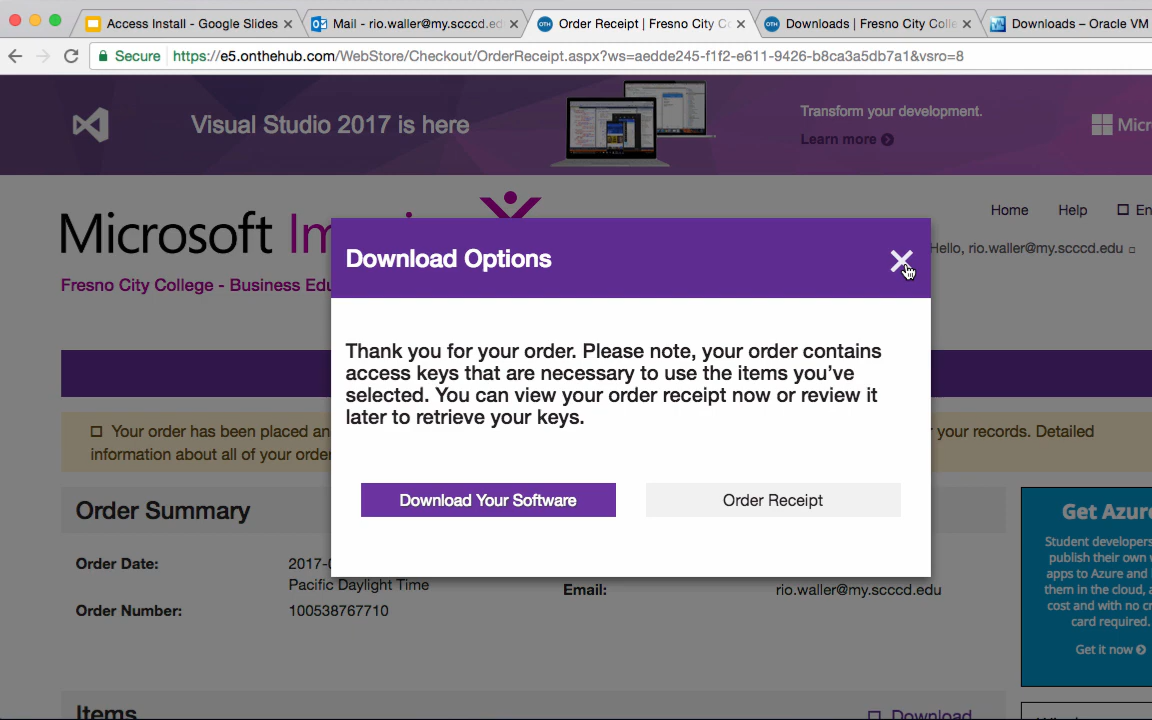 Access Install - Google Slides
Mail - rio.waller@my.scccd.ed
Order Receipt | Fresno City C
Downloads | Fresno City Colle
Downloads – Oracle VM
Secure https://e5.onthehub.com/WebStore/Checkout/OrderReceipt.aspx?ws=aedde245-f1f2-e611-9426-b8ca3a5db7a1&vsro=8
Visual Studio 2017 is here
Transform your development.
Learn more
Micr
Microsoft Im
Home Help En
Hello, rio.waller@my.scccd.edu
Fresno City College - Business Edu
Download Options
Thank you for your order. Please note, your order contains
access keys that are necessary to use the items you've
selected. You can view your order receipt now or review it
later to retrieve your keys.
Download Your Software
Order Receipt
Your order has been placed an
your records. Detailed
information about all of your order
Order Summary
Order Date: 2017-0
Pacific Daylight Time
Order Number: 100538767710
Email: rio.waller@my.scccd.edu
Get Azur
Student developers
publish their own
apps to Azure and
them in the cloud, a
cost and with no cr
card required.
Get it now
Items
Download